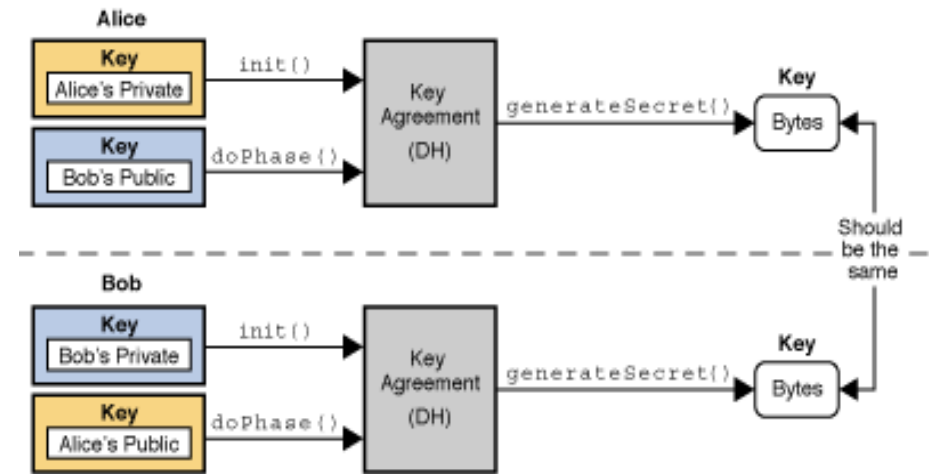 Alice
Key
Alice's Private
init()
Key
Bob's Public
doPhase()
Key
Agreement
(DH)
generateSecret()
Key
Bytes
Should
be the
same
Bob
Key
Bob's Private
init()
Key
Alice's Public
doPhase()
Key
Agreement
(DH)
generateSecret()
Key
Bytes